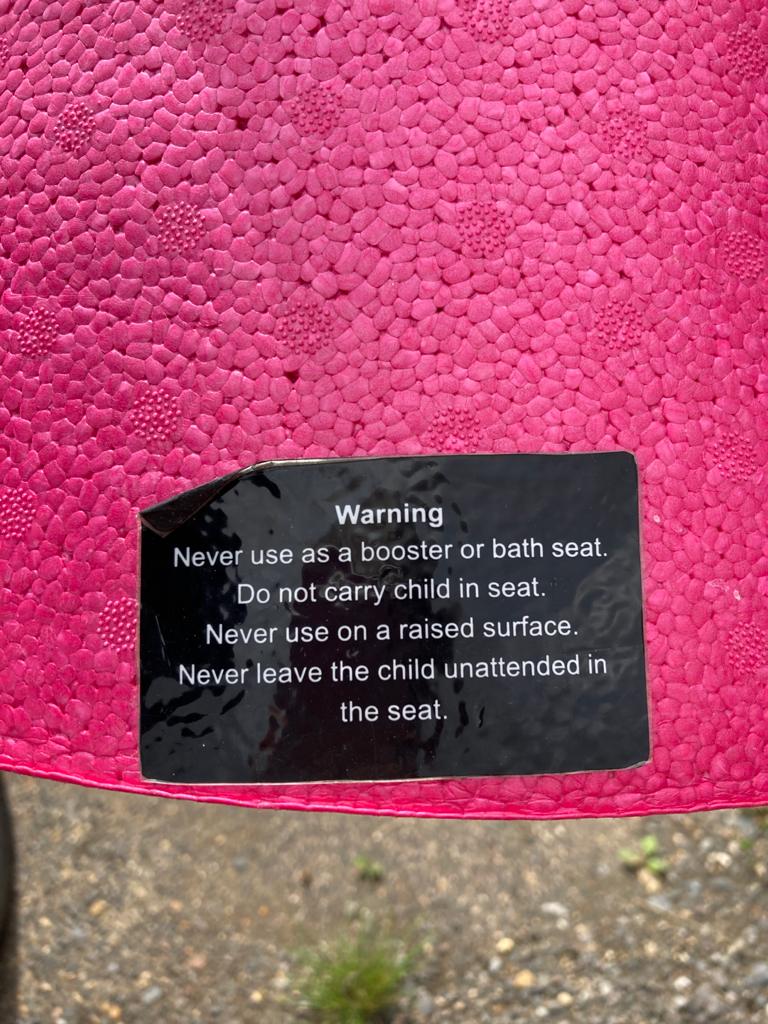 Warning
Never use as a booster or bath seat.
Do not carry child in seat.
Never use on a raised surface.
Never leave the child unattended in
the seat.